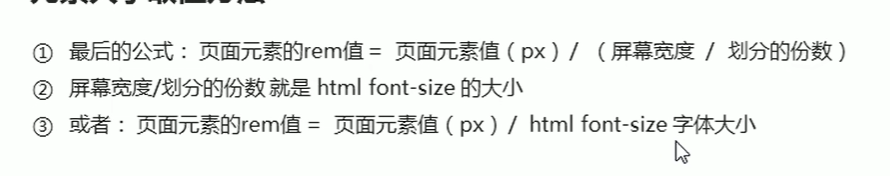 ① 最后的公式：页面元素的rem值 = 页面元素值（px）/ （屏幕宽度 / 划分的份数）
② 屏幕宽度/划分的份数 就是 html font-size 的大小
③ 或者：页面元素的rem值 = 页面元素值（px）/ html font-size 字体大小